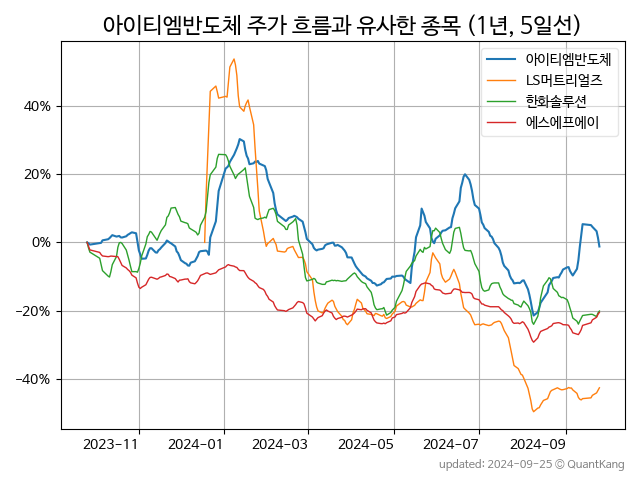 아이티엠반도체 주가 흐름과 유사한 종목 (1년, 5일선)
아이티엠반도체
LS머트리얼즈
한화솔루션
에스에프에이
40%
20%
0%
−20%
−40%
2023-11 2024-01 2024-03 2024-05 2024-07 2024-09
updated: 2024-09-25 © QuantKang